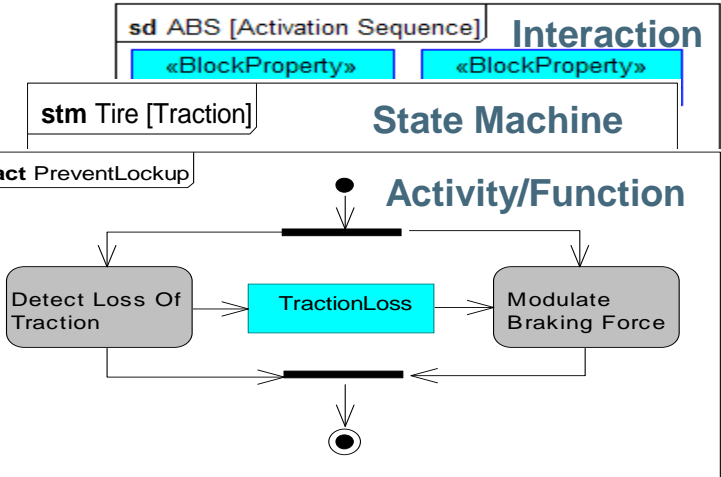 sd ABS [Activation Sequence]
Interaction
«BlockProperty» «BlockProperty»
stm Tire [Traction]
State Machine
act PreventLockup
Activity/Function
Detect Loss Of
Traction
TractionLoss
Modulate
Braking Force